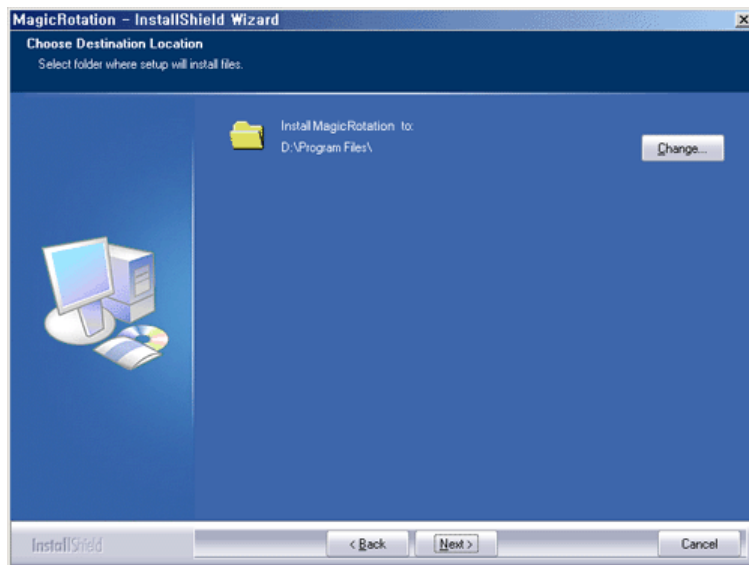 MagicRotation - InstallShield Wizard
Choose Destination Location
Select folder where setup will install files.
Install MagicRotation to:
D:\Program Files\
Change...
InstallShield
< Back
Next >
Cancel